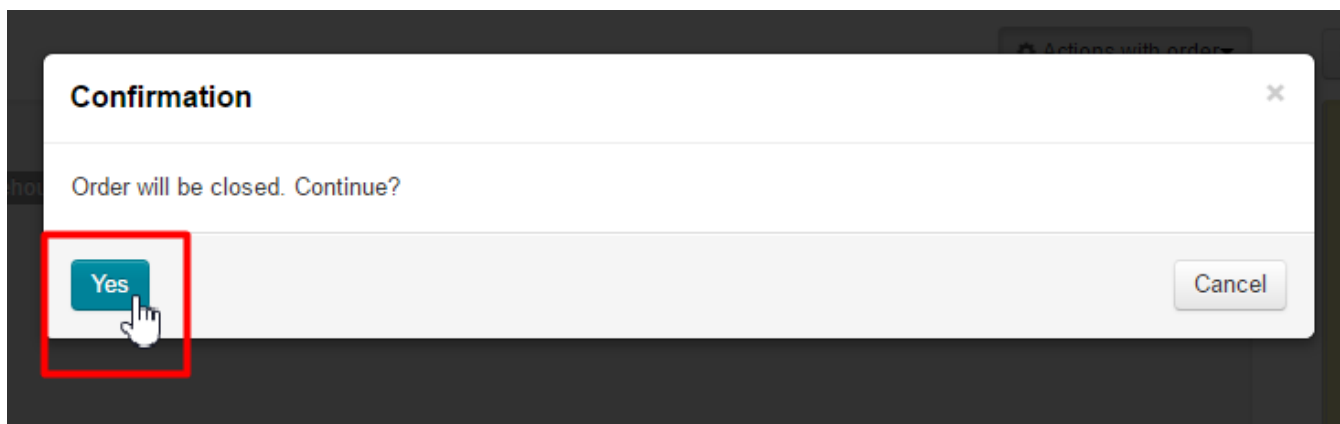 Actions with order
Confirmation
×
Order will be closed. Continue?
Yes
Cancel